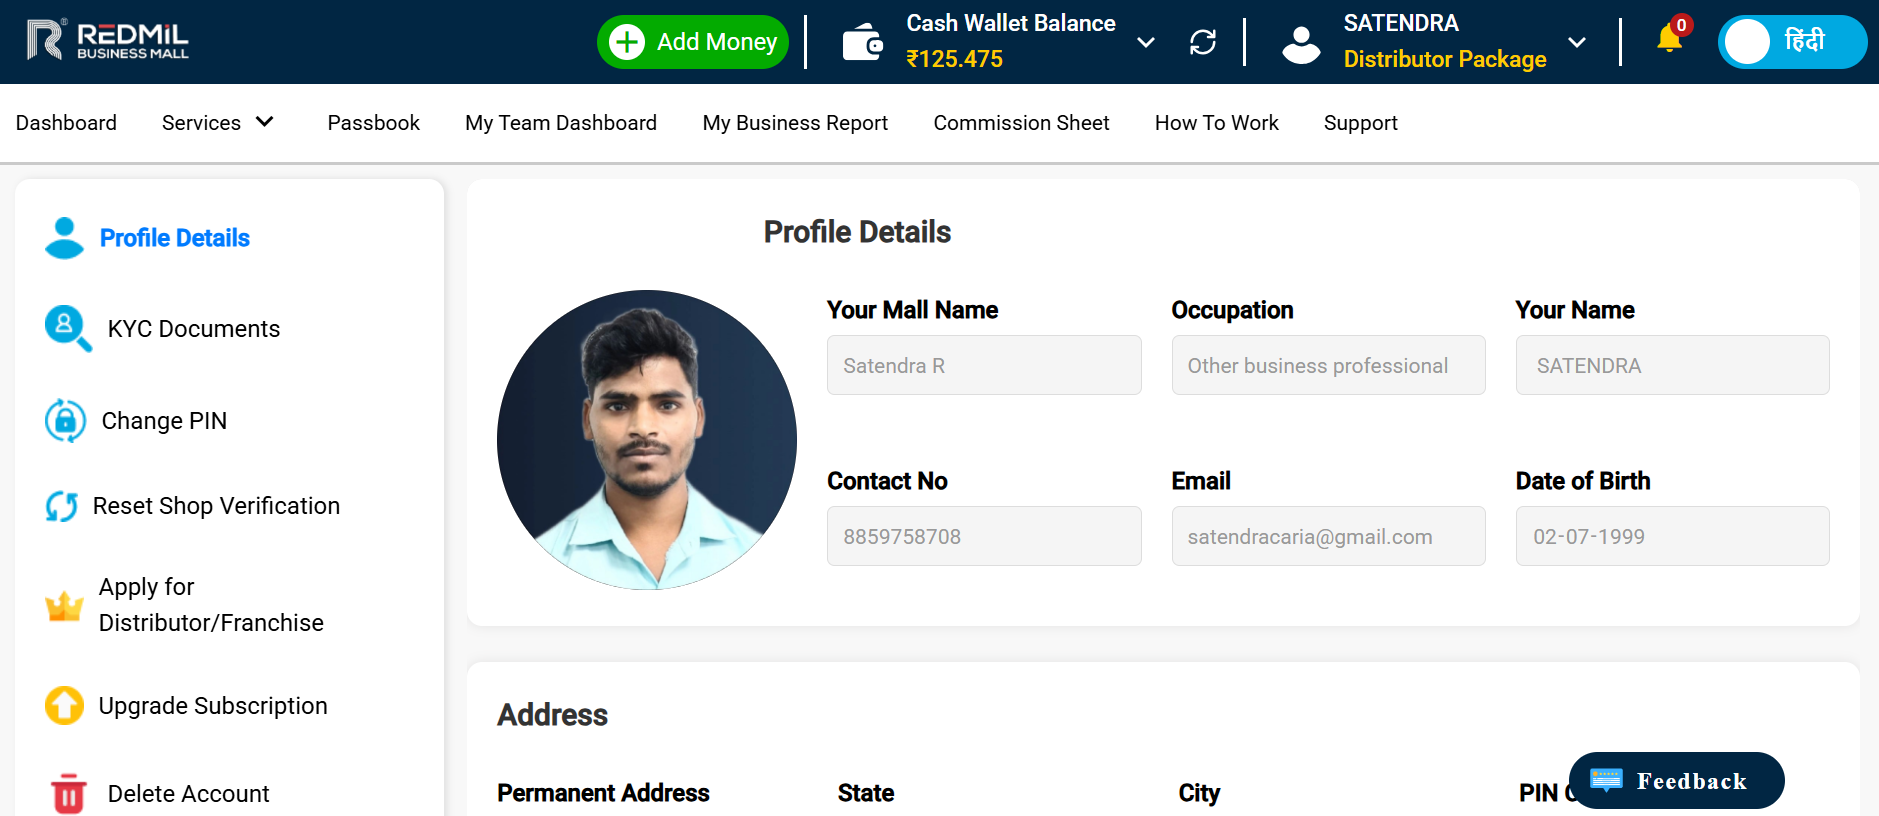 REDMiL
BUSINESS MALL
Add Money
Cash Wallet Balance
₹125.475
SATENDRA
Distributor Package
0
हिंदी
Dashboard
Services
Passbook
My Team Dashboard
My Business Report
Commission Sheet
How To Work
Support
Profile Details
KYC Documents
Change PIN
Reset Shop Verification
Apply for
Distributor/Franchise
Upgrade Subscription
Delete Account
Profile Details
Your Mall Name
Occupation
Your Name
Satendra R
Other business professional
SATENDRA
Contact No
Email
Date of Birth
8859758708
satendracaria@gmail.com
02-07-1999
Address
Permanent Address
State
City
PIN
Feedback